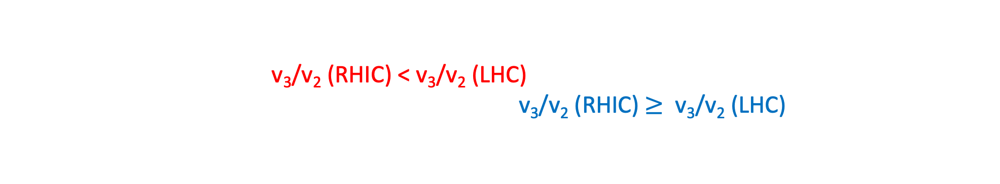 v₃/v₂ (RHIC) < v₃/v₂ (LHC)
v₃/v₂ (RHIC) ≥ v₃/v₂ (LHC)